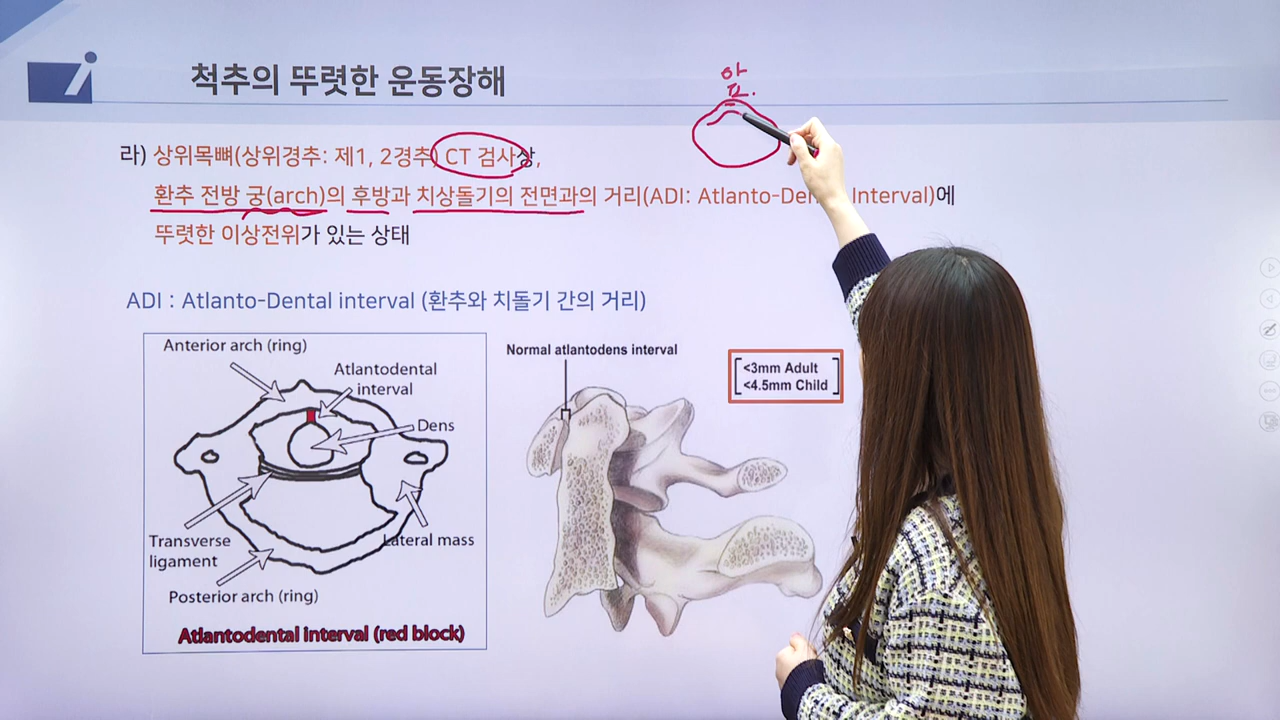 척추의 뚜렷한 운동장해
앞.
라) 상위목뼈(상위경추: 제1, 2경추) CT 검사상,
환추 전방 궁(arch)의 후방과 치상돌기의 전면과의 거리(ADI: Atlanto-De Interval)에
뚜렷한 이상전위가 있는 상태
ADI : Atlanto-Dental interval (환추와 치돌기 간의 거리)
Anterior arch (ring)
Atlantodental
interval
Dens
Transverse
ligament
Lateral mass
Posterior arch (ring)
Atlantodental interval (red block)
Normal atlantodens interval
<3mm Adult
<4.5mm Child